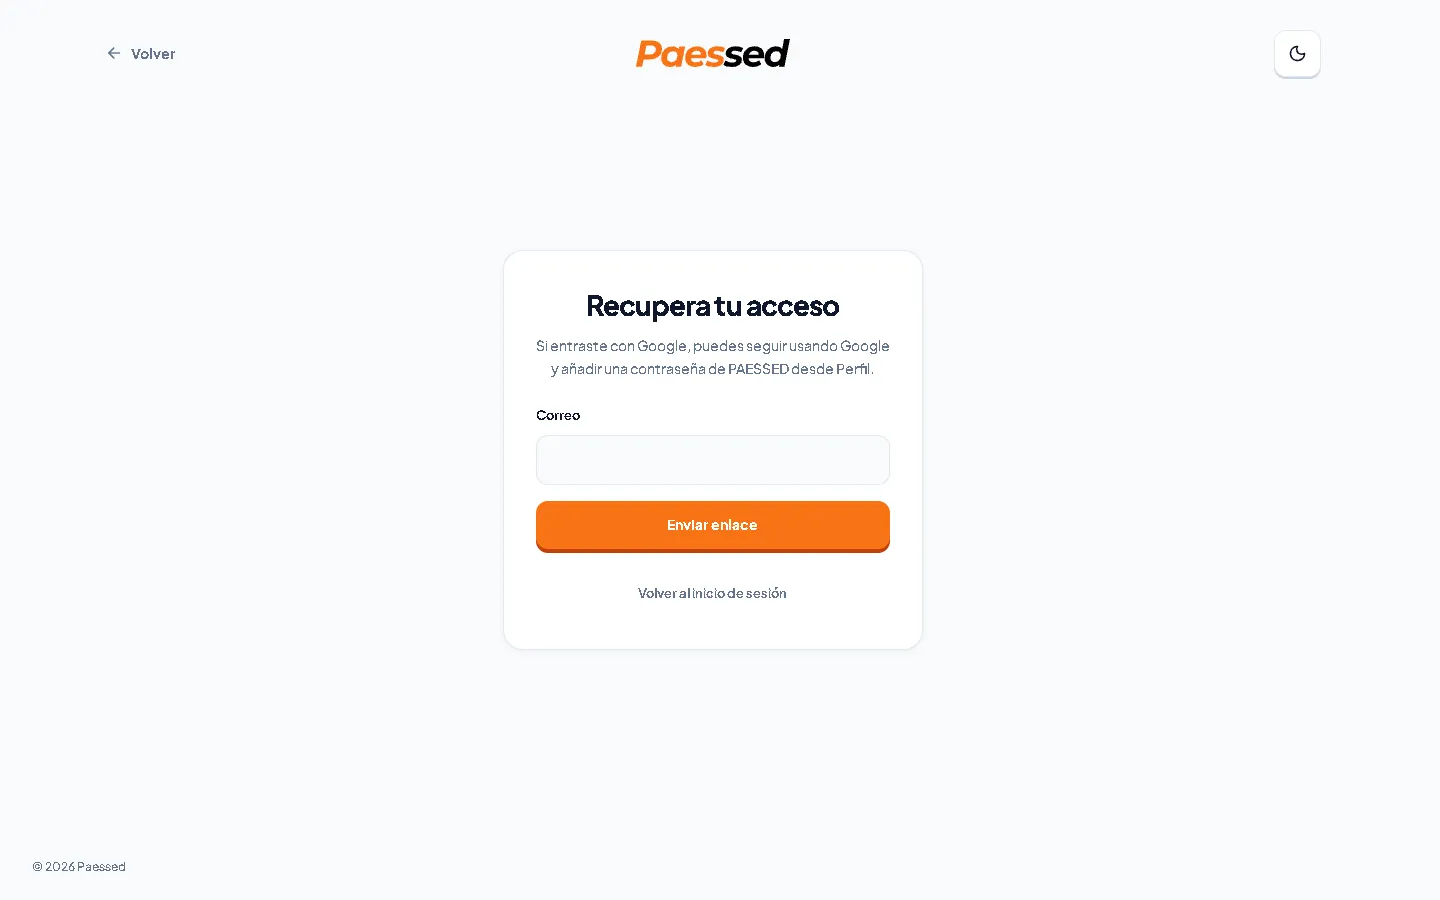 Volver
Paessed
Recupera tu acceso
Si entraste con Google, puedes seguir usando Google
y añadir una contraseña de PAESSED desde Perfil.
Correo
Enviar enlace
Volver al inicio de sesión
© 2026 Paessed